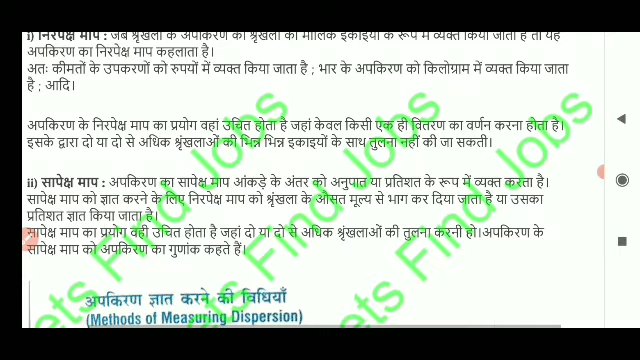 i) निरपेक्ष माप : जब श्रृंखला के अपकिरण को श्रृंखला की मौलिक इकाइयों के रूप में व्यक्त किया जाता है तो यह
अपकिरण का निरपेक्ष माप कहलाता है।
अतः कीमतों के उपकरणों को रुपयों में व्यक्त किया जाता है ; भार के अपकिरण को किलोग्राम में व्यक्त किया जाता
है ; आदि।
अपकिरण के निरपेक्ष माप का प्रयोग वहां उचित होता है जहां केवल किसी एक ही वितरण का वर्णन करना होता है।
इसके द्वारा दो या दो से अधिक श्रृंखलाओं की भिन्न भिन्न इकाइयों के साथ तुलना नहीं की जा सकती।
ii) सापेक्ष माप : अपकिरण का सापेक्ष माप आंकड़े के अंतर को अनुपात या प्रतिशत के रूप में व्यक्त करता है।
सापेक्ष माप को ज्ञात करने के लिए निरपेक्ष माप को श्रृंखला के औसत मूल्य से भाग कर दिया जाता है या उसका
प्रतिशत ज्ञात किया जाता है।
सापेक्ष माप का प्रयोग वही उचित होता है जहां दो या दो से अधिक श्रृंखलाओं की तुलना करनी हो।अपकिरण के
सापेक्ष माप को अपकिरण का गुणांक कहते हैं।
अपकिरण ज्ञात करने की विधियाँ
(Methods of Measuring Dispersion)
ets Find Jobs
ets Find Jobs
ets Find Jobs